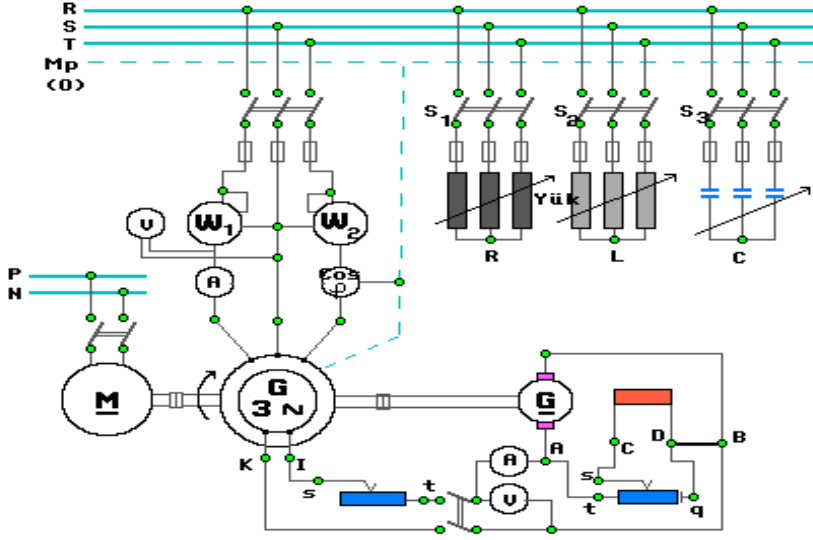 R
S
T
Mp
(0)
S1 S2 S3
W1 W2
V
Yük
R L C
A Cos φ
P
N
M
G
3 ~
G
K I
A
C D B
s t
A
V
s
t q